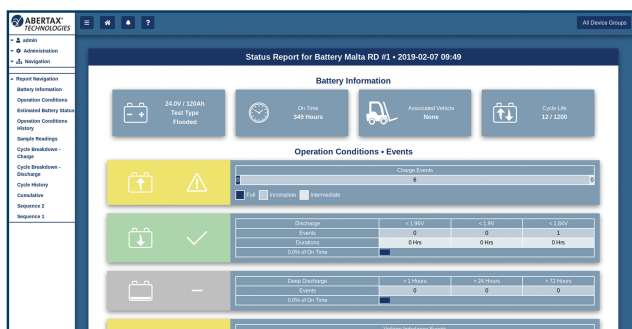 ABERTAX®
TECHNOLOGIES
?
All Device Groups
admin
Administration
Navigation
Report Navigation
Battery Information
Operation Conditions
Estimated Battery Status
Operation Conditions
History
Sample Readings
Cycle Breakdown -
Charge
Cycle Breakdown -
Discharge
Cycle History
Cumulative
Sequence 2
Sequence 1
Status Report for Battery Malta RD #1 • 2019-02-07 09:49
Battery Information
24.0V / 120Ah
Test Type
Flooded
On Time
349 Hours
Associated Vehicle
None
Cycle Life
12 / 1200
Operation Conditions • Events
Charge Events
6 0
Full Incomplete Intermediate
Discharge < 1.98V < 1.9V < 1.84V
Events 0 0 1
Durations 0 Hrs 0 Hrs 0 Hrs
0.0% of On Time
Deep Discharge > 1 Hours > 24 Hours > 72 Hours
Events 0 0 0
0.0% of On Time